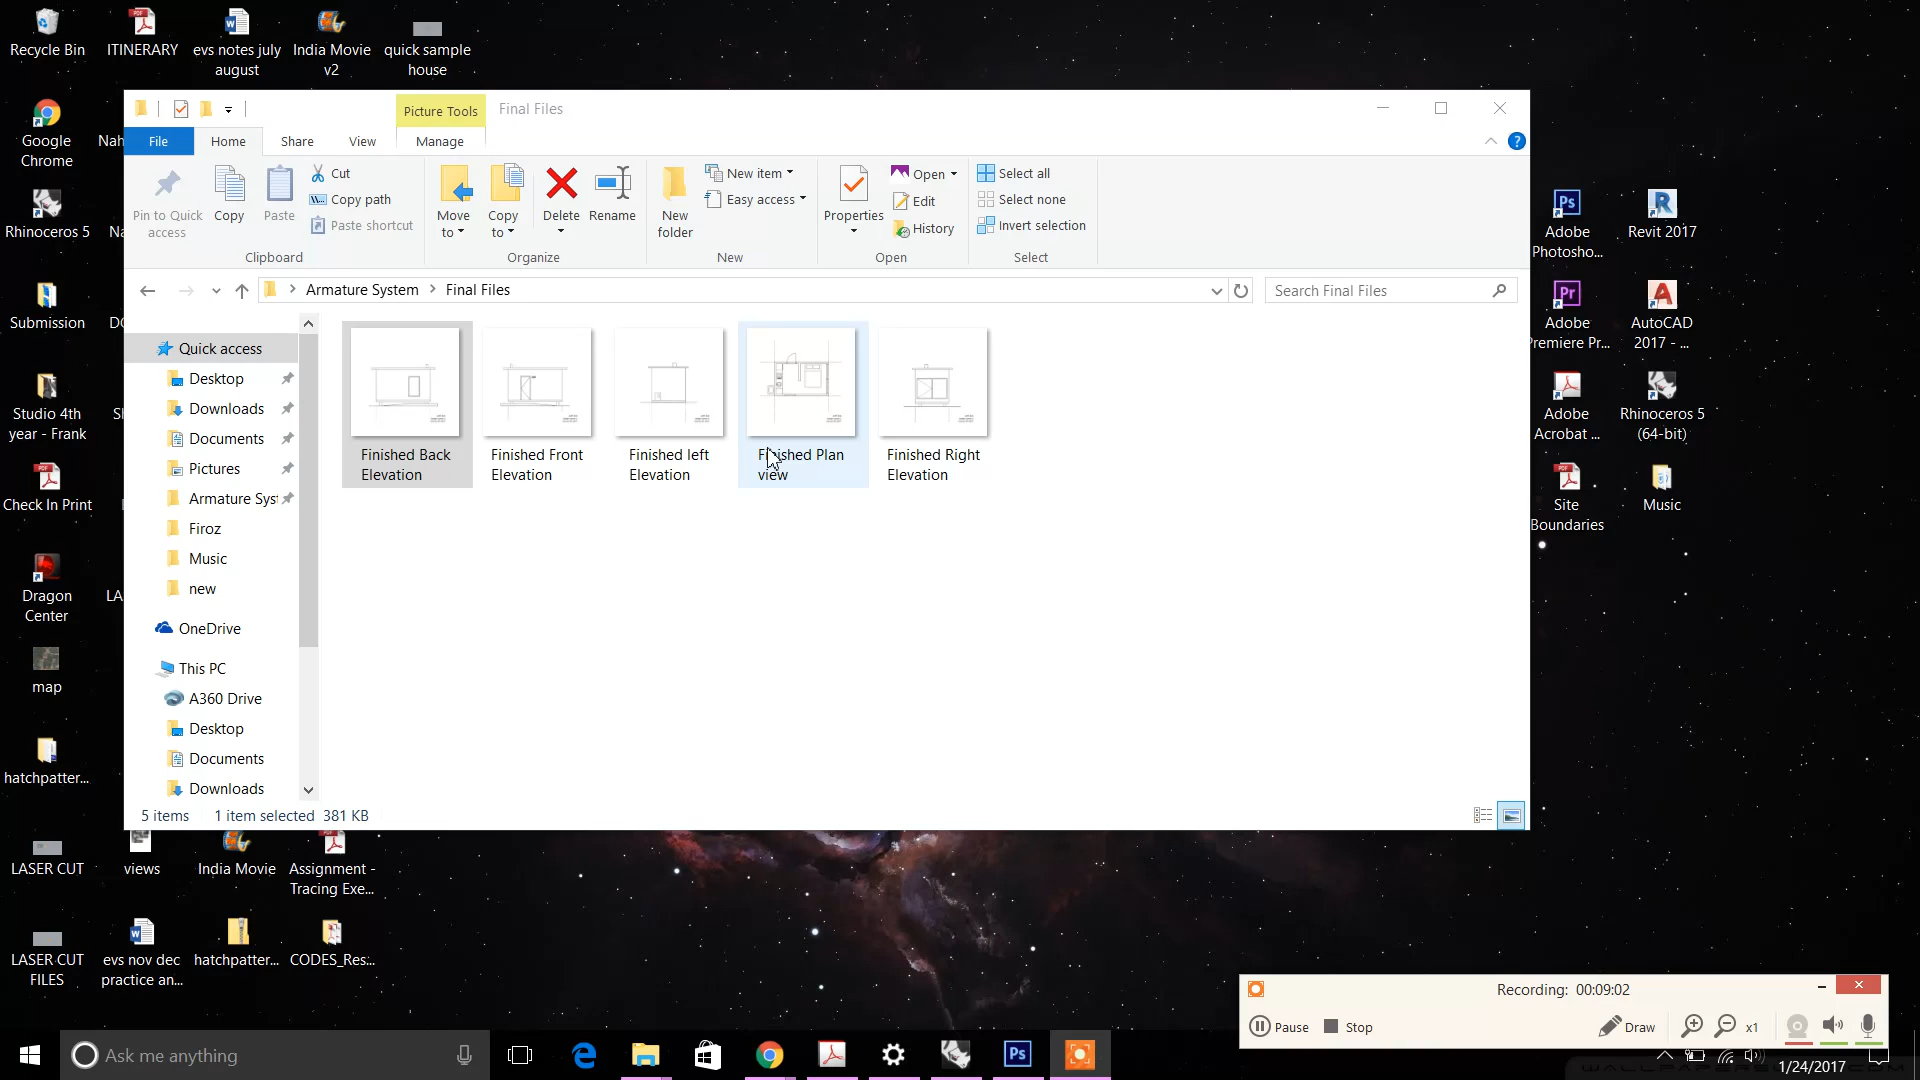 Recycle Bin
ITINERARY
evs notes july
august
India Movie
v2
quick sample
house
Picture Tools
Final Files
File
Home
Share
View
Manage
Google
Chrome
Nah
Pin to Quick
access
Copy
Paste
Cut
Copy path
Paste shortcut
Move
to
Copy
to
Delete
Rename
New
folder
New item
Easy access
Properties
Open
Edit
History
Select all
Select none
Invert selection
Clipboard
Organize
New
Open
Select
Rhinoceros 5
Na
Armature System
Final Files
Search Final Files
Adobe
Photosho...
Revit 2017
Submission
DO
Adobe
Premiere Pr...
AutoCAD
2017 - ...
Studio 4th
year - Frank
Adobe
Acrobat ...
Rhinoceros 5
(64-bit)
Check In Print
Site
Boundaries
Music
Dragon
Center
LA
map
hatchpatter...
Quick access
Desktop
Downloads
Documents
Pictures
Armature Sys
Firoz
Music
new
OneDrive
This PC
A360 Drive
Desktop
Documents
Downloads
Finished Back
Elevation
Finished Front
Elevation
Finished left
Elevation
Finished Plan
view
Finished Right
Elevation
5 items
1 item selected 381 KB
LASER CUT
views
India Movie
Assignment -
Tracing Exe...
LASER CUT
FILES
evs nov dec
practice an...
hatchpatter...
CODES_Res...
Recording: 00:09:02
Pause
Stop
Draw
x1
Ask me anything
Ps
1/24/2017